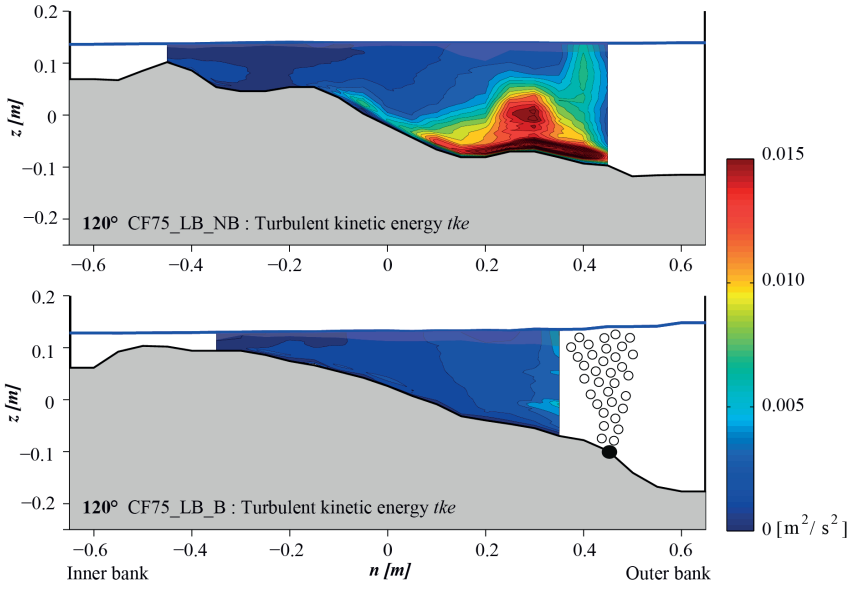 0.2
0.1
0
−0.1
−0.2
z [m]
120° CF75_LB_NB : Turbulent kinetic energy tke
−0.6 −0.4 −0.2 0 0.2 0.4 0.6
0.2
0.1
0
−0.1
−0.2
z [m]
120° CF75_LB_B : Turbulent kinetic energy tke
−0.6 −0.4 −0.2 0 0.2 0.4 0.6
Inner bank n [m] Outer bank
0.015
0.010
0.005
0 [m²/s²]